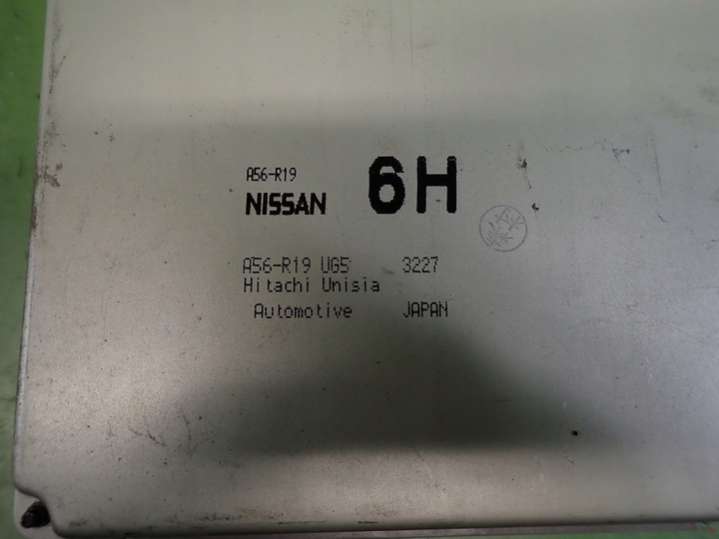 A56-R19
NISSAN 6H
A56-R19 UG5 3227
Hitachi Unisia
Automotive JAPAN